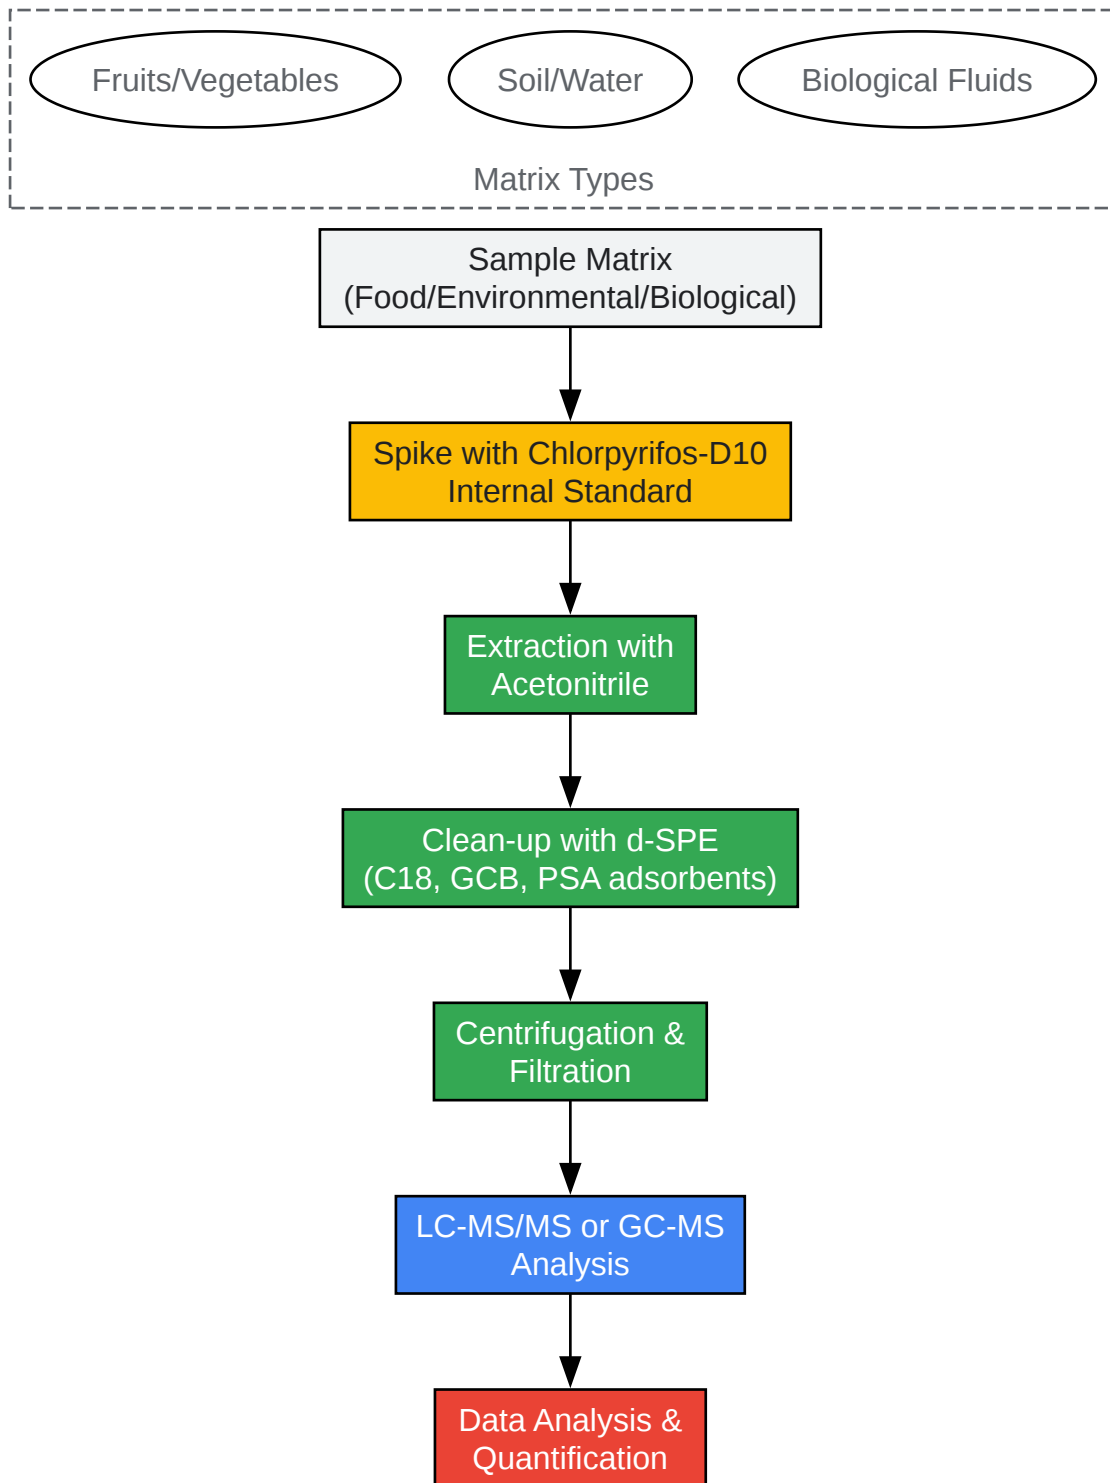 Fruits/Vegetables
Soil/Water
Biological Fluids
Matrix Types
Sample Matrix
(Food/Environmental/Biological)
Spike with Chlorpyrifos-D10
Internal Standard
Extraction with
Acetonitrile
Clean-up with d-SPE
(C18, GCB, PSA adsorbents)
Centrifugation &
Filtration
LC-MS/MS or GC-MS
Analysis
Data Analysis &
Quantification